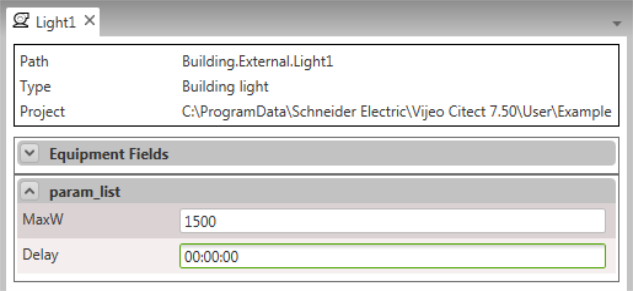 Light1
Path Building.External.Light1
Type Building light
Project C:\ProgramData\Schneider Electric\Vijeo Citect 7.50\User\Example
Equipment Fields
param_list
MaxW 1500
Delay 00:00:00